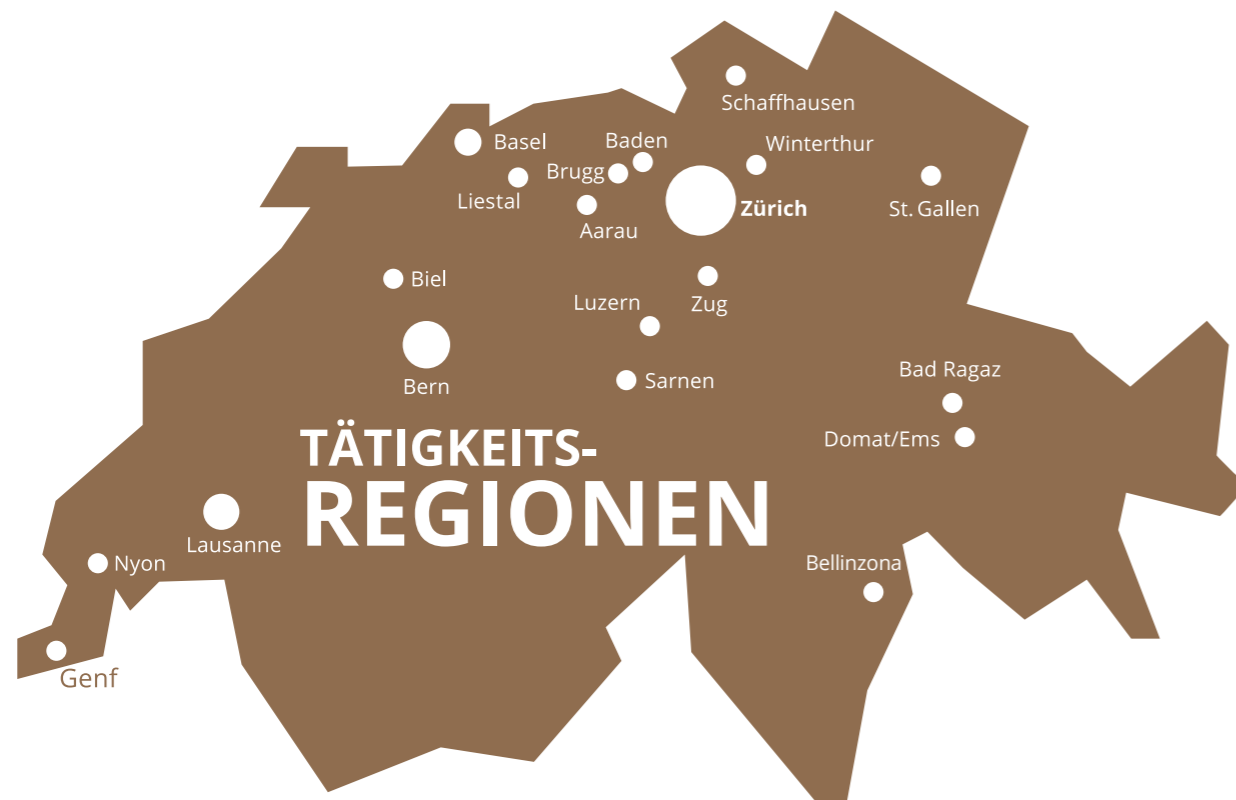 Schaffhausen
Basel
Baden
Winterthur
Brugg
Liestal
Zürich
St. Gallen
Aarau
Biel
Luzern
Zug
Bern
Sarnen
Bad Ragaz
Domat/Ems
TÄTIGKEITS-
REGIONEN
Lausanne
Nyon
Bellinzona
Genf